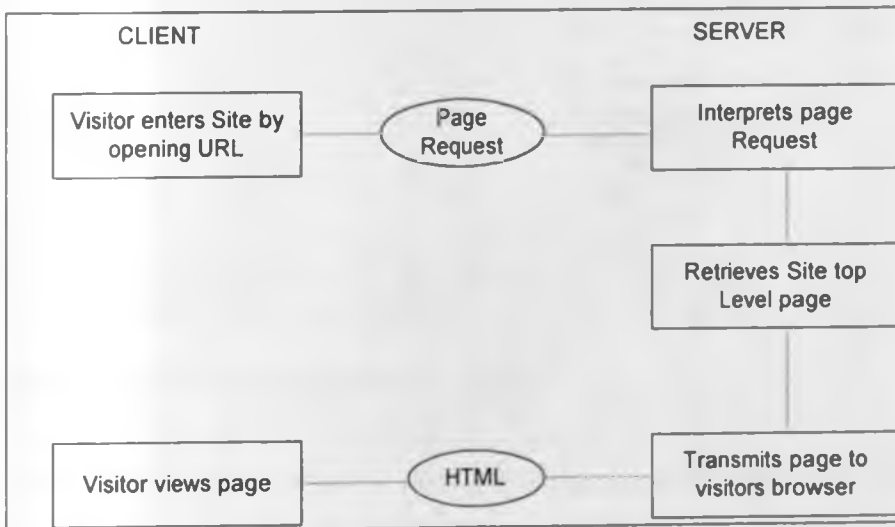 CLIENT
SERVER
Visitor enters Site by
opening URL
Page
Request
Interprets page
Request
Retrieves Site top
Level page
Visitor views page
HTML
Transmits page to
visitors browser